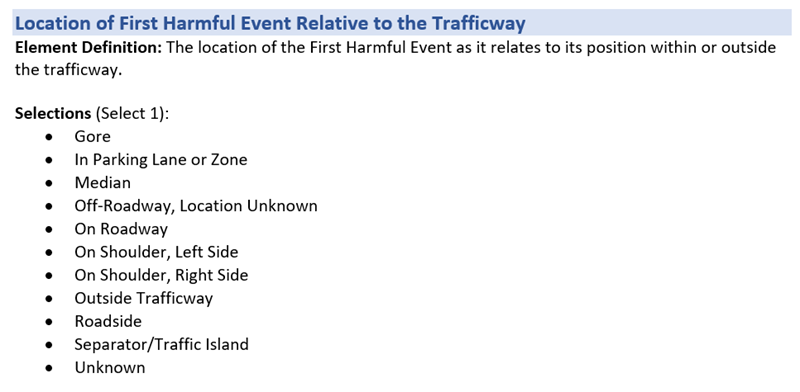 Location of First Harmful Event Relative to the Trafficway
Element Definition: The location of the First Harmful Event as it relates to its position within or outside
the trafficway.
Selections (Select 1):
• Gore
• In Parking Lane or Zone
• Median
• Off-Roadway, Location Unknown
• On Roadway
• On Shoulder, Left Side
• On Shoulder, Right Side
• Outside Trafficway
• Roadside
• Separator/Traffic Island
• Unknown